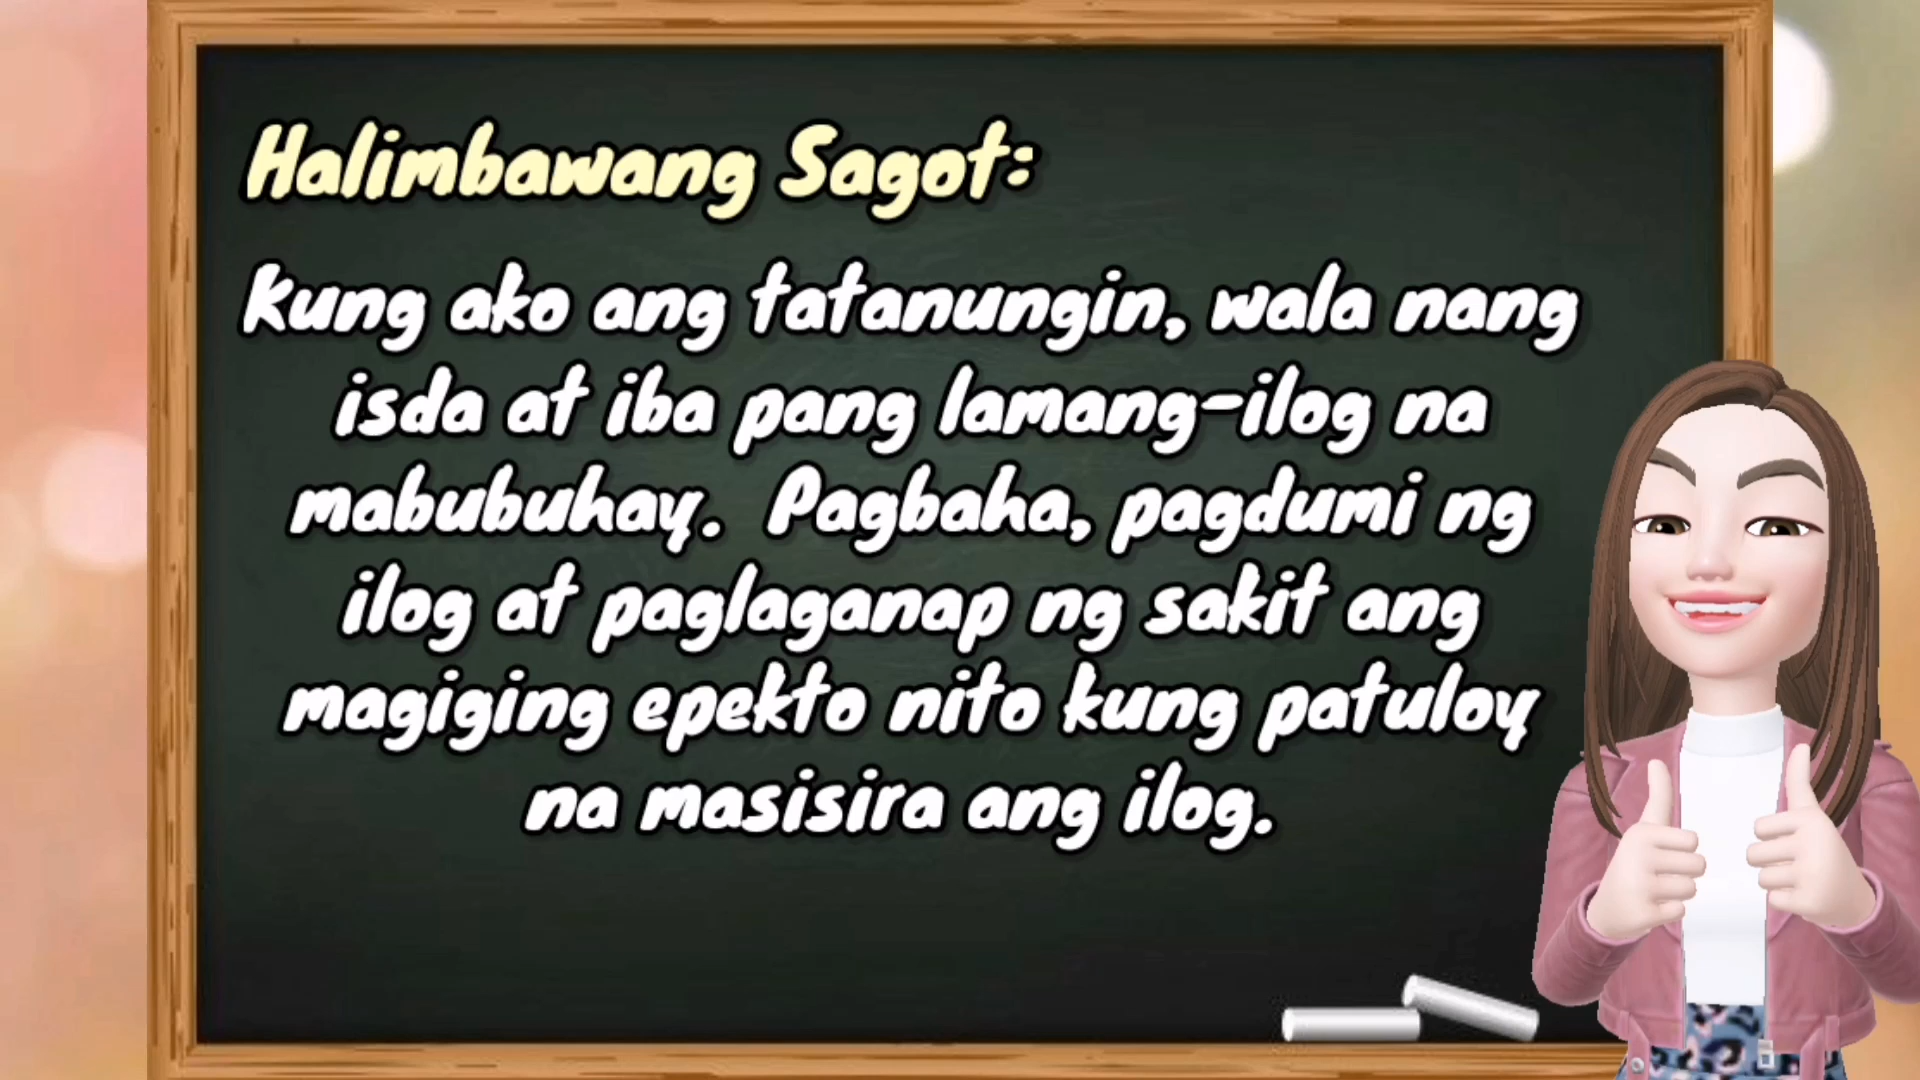 Halimbawang Sagot:
Kung ako ang tatanungin, wala nang
isda at iba pang lamang-ilog na
mabubuhay.  Pagbaha, pagdumi ng
ilog at paglaganap ng sakit ang
magiging epekto nito kung patuloy
na masisira ang ilog.